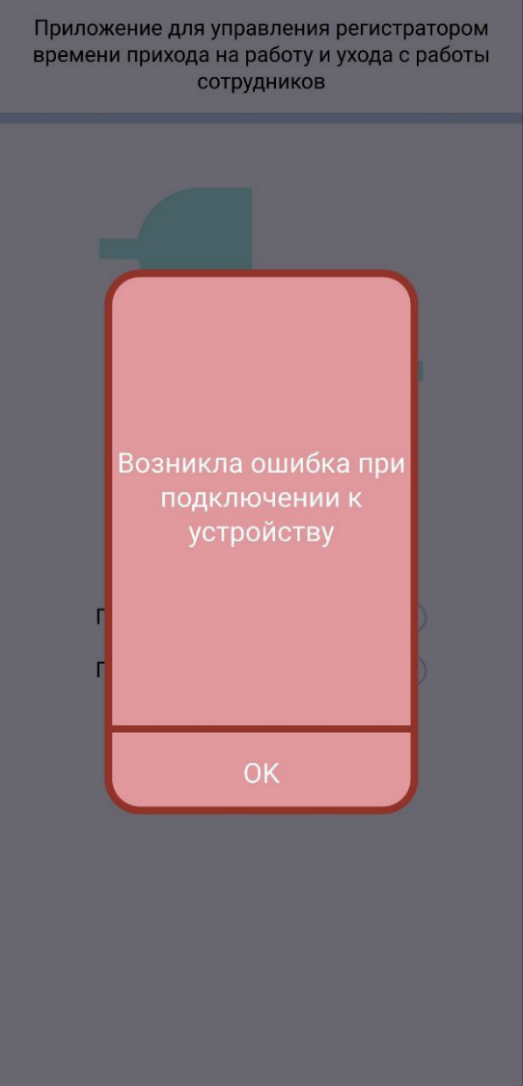 Приложение для управления регистратором
времени прихода на работу и ухода с работы
сотрудников
Возникла ошибка при
подключении к
устройству
OK